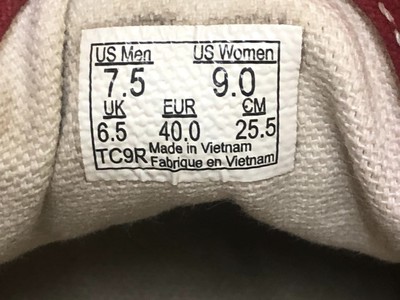 US Men US Women
7.5 9.0
UK EUR CM
6.5 40.0 25.5
TC9R Made in Vietnam
Fabrique en Vietnam